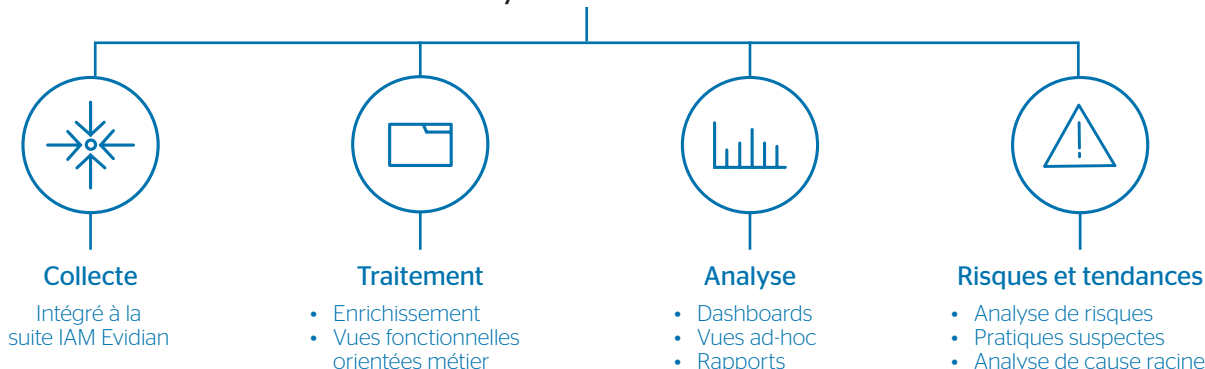 Collecte
Intégré à la
suite IAM Evidian
Traitement
• Enrichissement
• Vues fonctionnelles
orientées métier
Analyse
• Dashboards
• Vues ad-hoc
• Rapports
Risques et tendances
• Analyse de risques
• Pratiques suspectes
• Analyse de cause racine